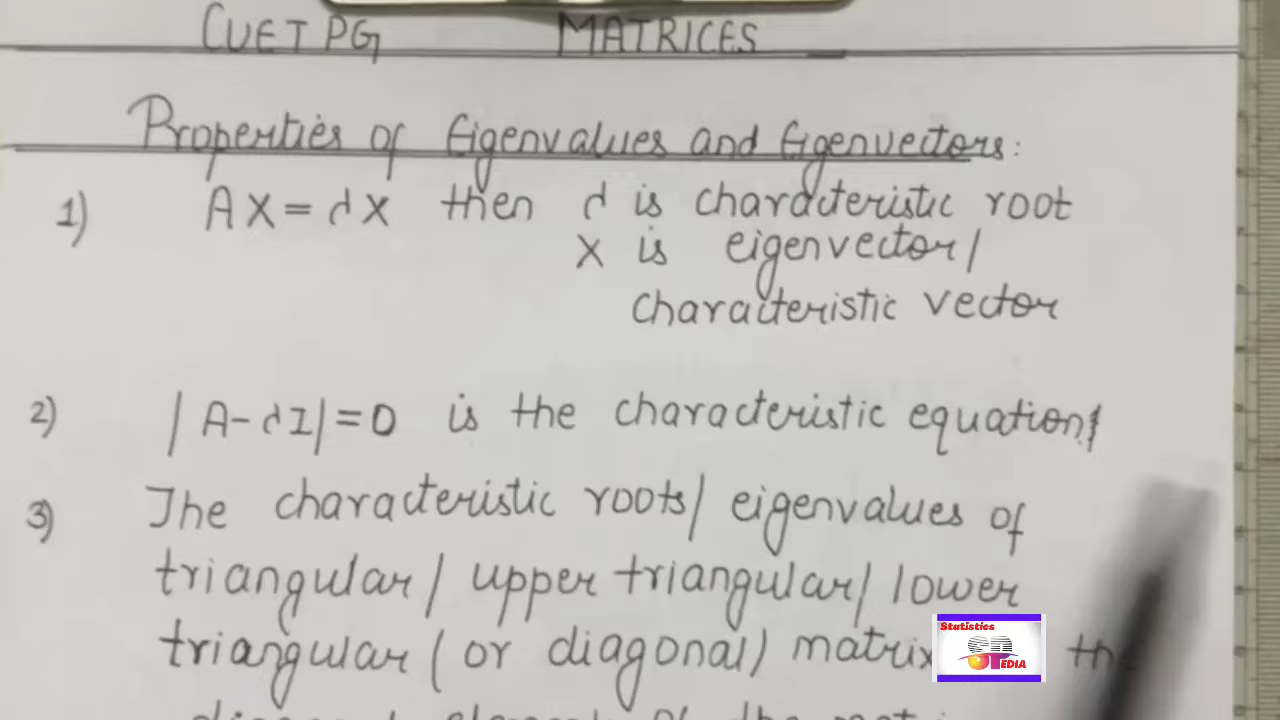 CUET PG MATRICES
Properties of Eigenvalues and Eigenvectors:
1) AX = λX then λ is characteristic root
X is eigenvector/
characteristic vector
2) |A-λI|=0 is the characteristic equation
3) The characteristic roots/ eigenvalues of
triangular/ upper triangular/ lower
triangular (or diagonal) matrix
Statistics
EDIA